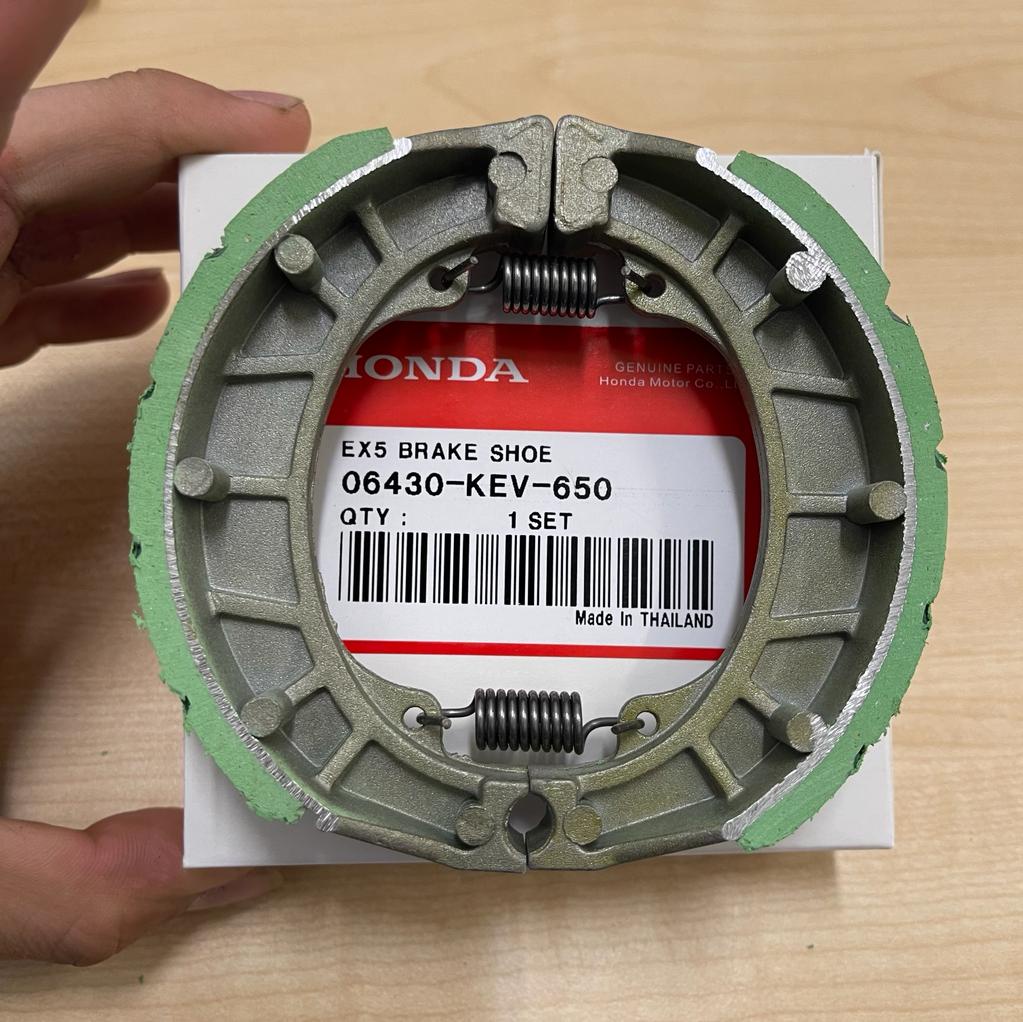 HONDA
GENUINE PARTS
Honda Motor Co.,
EX5 BRAKE SHOE
06430-KEV-650
QTY : 1 SET
Made In THAILAND